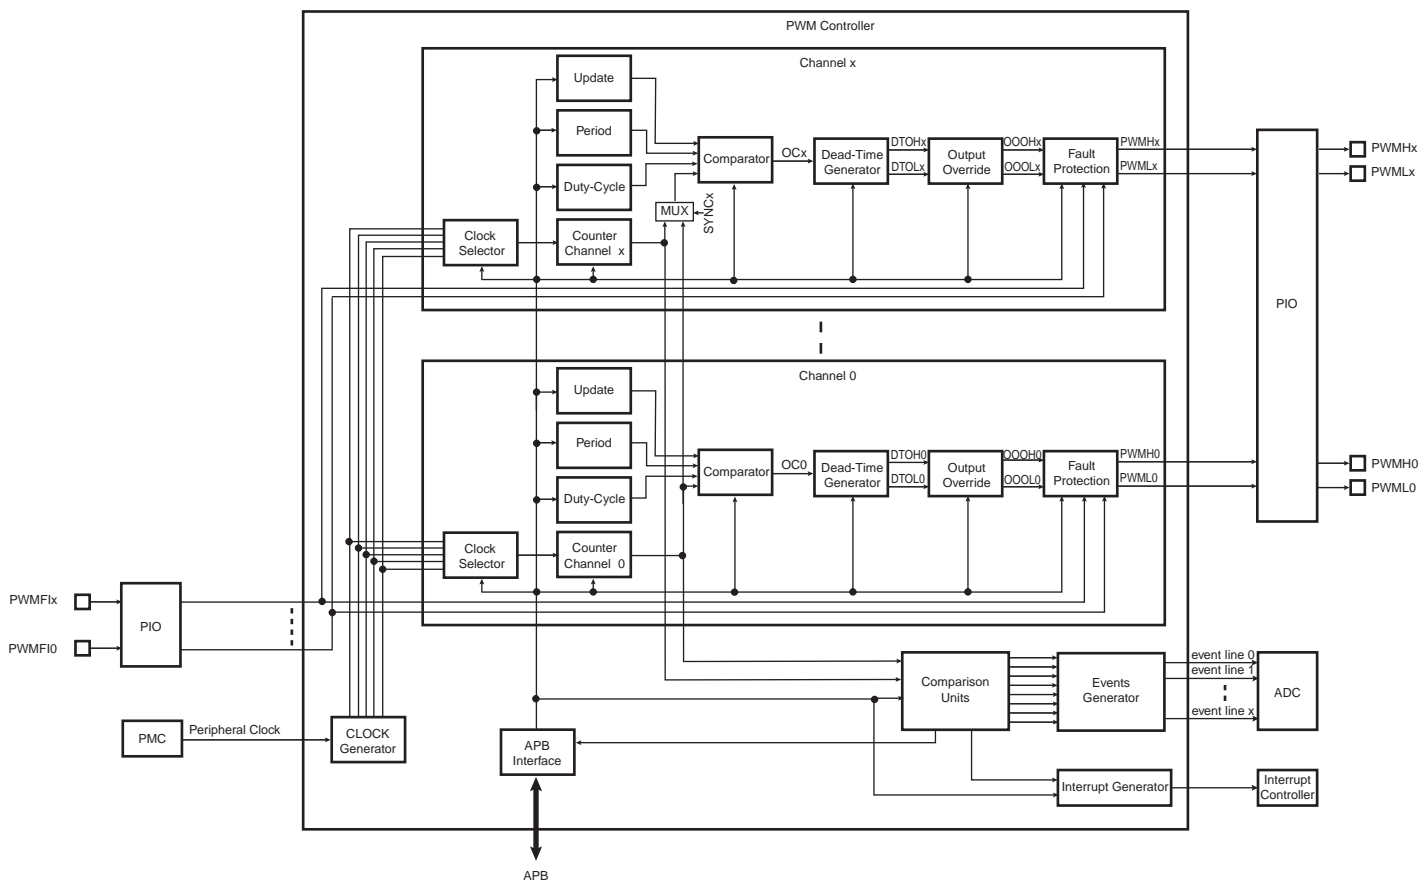 PWM Controller
Channel x
Update
Period
Comparator
OCx
Dead-Time
Generator
DTOHx
DTOLx
Output
Override
OOOHx
OOOLx
Fault
Protection
PWMHx
PWMLx
PWMHx
PWMLx
Duty-Cycle
MUX
SYNCx
Clock
Selector
Counter
Channel x
PIO
Channel 0
Update
Period
Comparator
OC0
Dead-Time
Generator
DTOH0
DTOL0
Output
Override
OOOH0
OOOL0
Fault
Protection
PWMH0
PWML0
PWMH0
PWML0
Duty-Cycle
Clock
Selector
Counter
Channel 0
PWMFIx
PWMFI0
PIO
Comparison
Units
Events
Generator
event line 0
event line 1
event line x
ADC
PMC
Peripheral Clock
CLOCK
Generator
APB
Interface
Interrupt Generator
Interrupt
Controller
APB